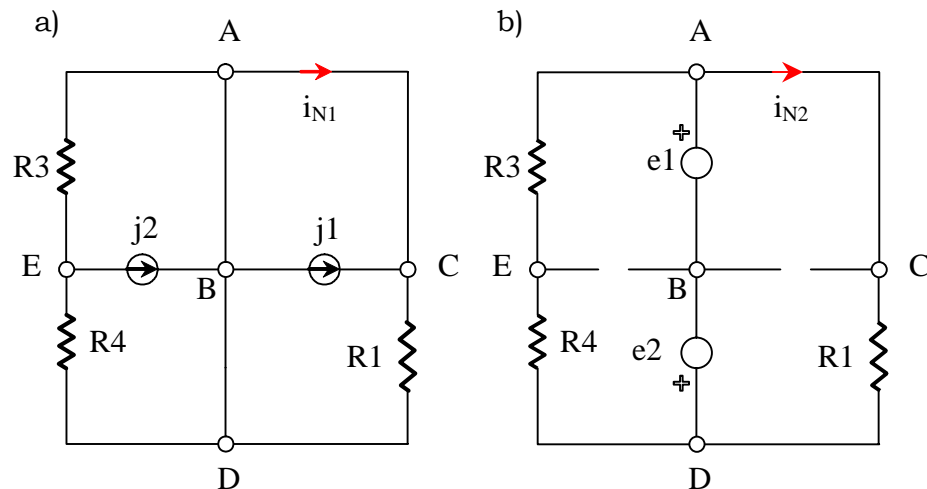 a)
A
i_N1
R3
j2
j1
E
B
C
R4
R1
D
b)
A
+
i_N2
R3
e1
E
B
C
R4
e2
R1
+
D